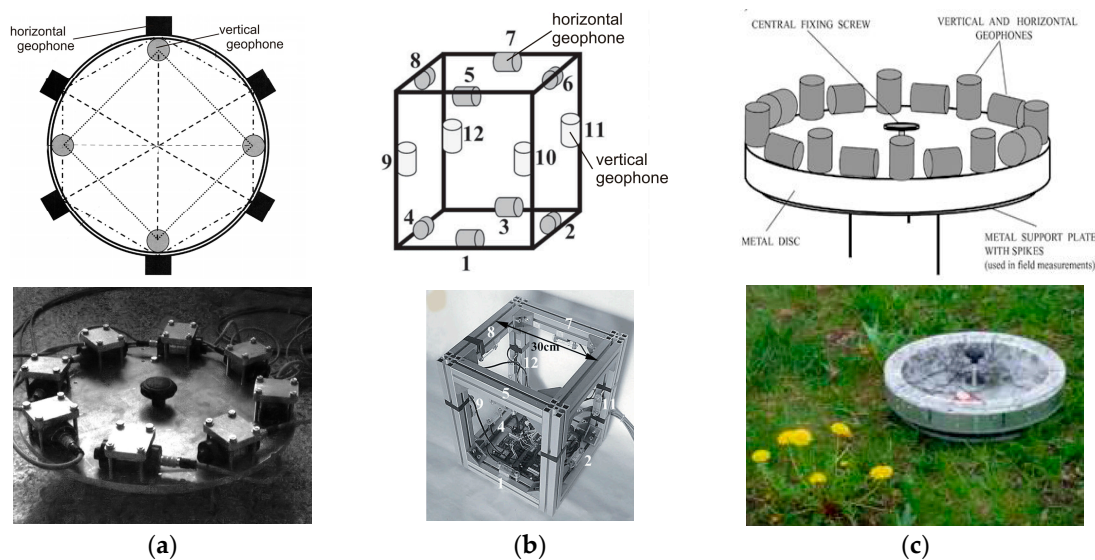 horizontal
geophone
vertical
geophone
horizontal
geophone
7
8
5
6
12
11
9
10
vertical
geophone
4
3
2
1
CENTRAL FIXING SCREW
VERTICAL AND HORIZONTAL
GEOPHONES
METAL DISC
METAL SUPPORT PLATE
WITH SPIKES
(used in field measurements)
7
8
30cm
12
5
9
11
4
2
1
(a)
(b)
(c)